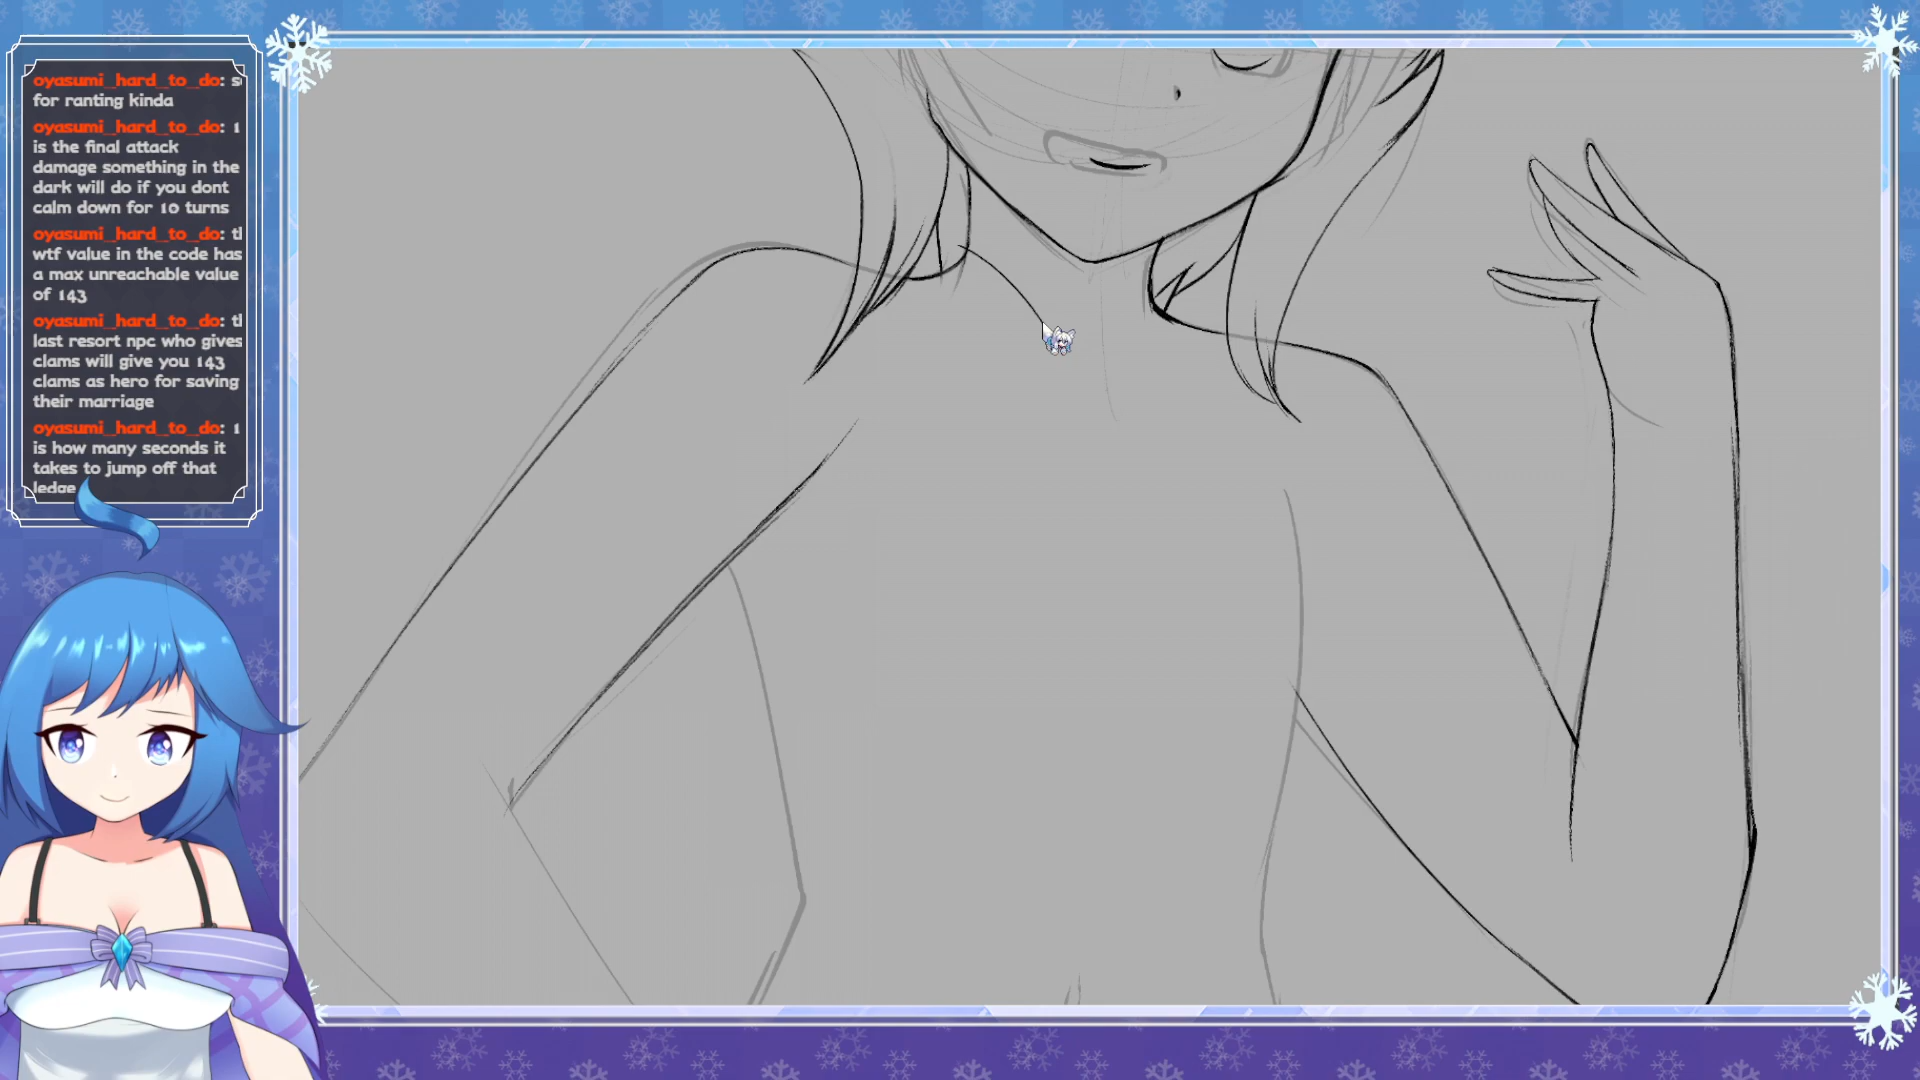 oyasumi_hard_to_do: s
for ranting kinda
oyasumi_hard_to_do: 1
is the final attack
damage something in the
dark will do if you dont
calm down for 10 turns
oyasumi_hard_to_do: tl
wtf value in the code has
a max unreachable value
of 143
oyasumi_hard_to_do: tl
last resort npc who gives
clams will give you 143
clams as hero for saving
their marriage
oyasumi_hard_to_do: 1
is how many seconds it
takes to jump off that
ledge